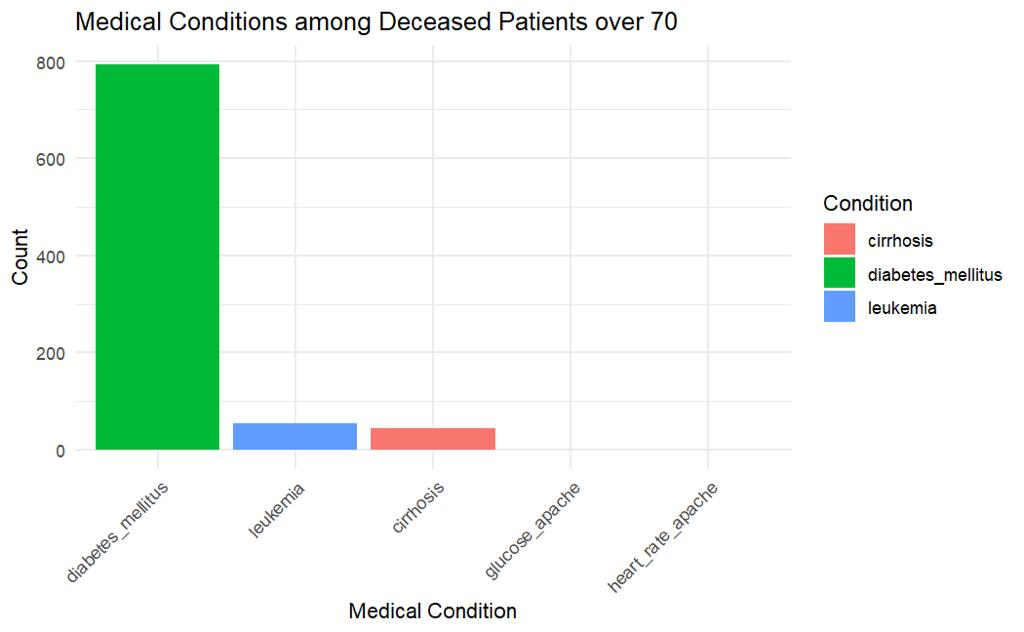 Medical Conditions among Deceased Patients over 70
800
600
400
200
0
Count
diabetes_mellitus
leukemia
cirrhosis
glucose_apache
heart_rate_apache
Medical Condition
Condition
cirrhosis
diabetes_mellitus
leukemia